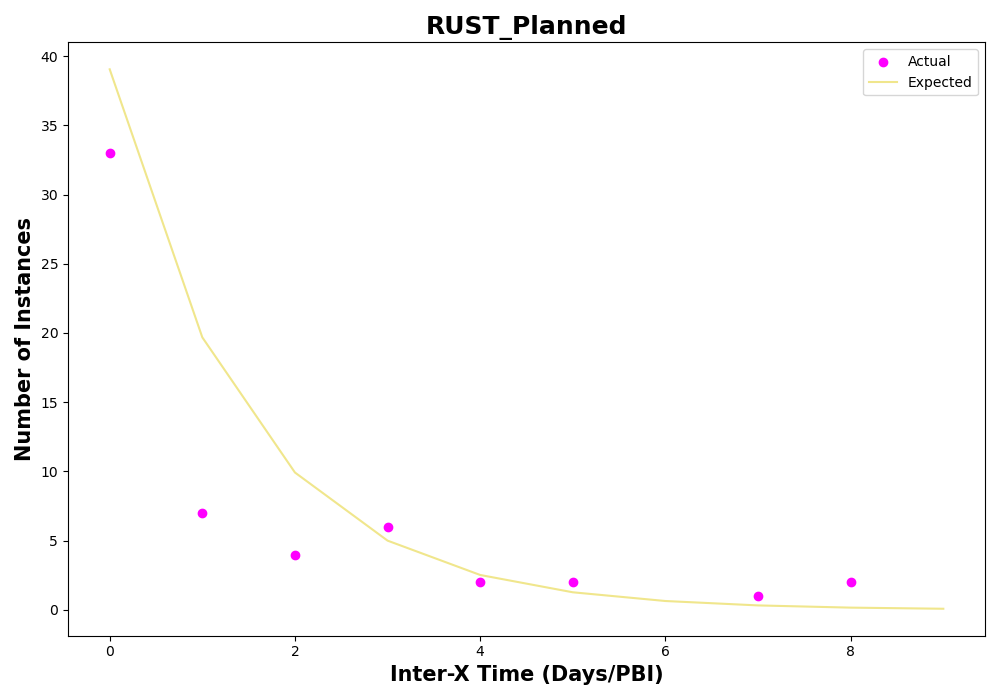 RUST_Planned
Actual
Expected
40
35
30
25
20
15
10
5
0
Number of Instances
0 2 4 6 8
Inter-X Time (Days/PBI)